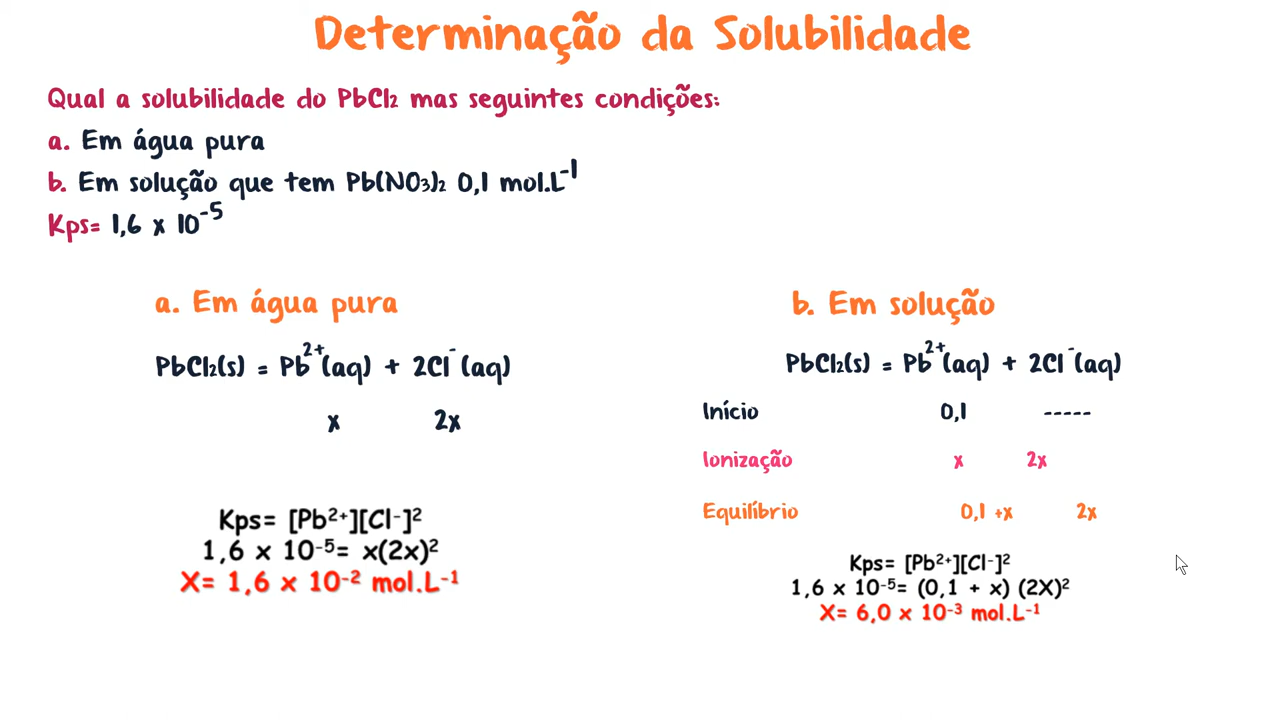 Determinação da Solubilidade
Qual a solubilidade do PbCl₂ mas seguintes condições:
a. Em água pura
b. Em solução que tem Pb(NO₃)₂ 0,1 mol.L⁻¹
Kps= 1,6 x 10⁻⁵
a. Em água pura
PbCl₂(s) = Pb²⁺(aq) + 2Cl⁻(aq)
x 2x
Kps= [Pb²⁺][Cl⁻]²
1,6 x 10⁻⁵= x(2x)²
X= 1,6 x 10⁻² mol.L⁻¹
b. Em solução
PbCl₂(s) = Pb²⁺(aq) + 2Cl⁻(aq)
Início 0,1 -----
Ionização x 2x
Equilíbrio 0,1 +x 2x
Kps= [Pb²⁺][Cl⁻]²
1,6 x 10⁻⁵= (0,1 + x) (2X)²
X= 6,0 x 10⁻³ mol.L⁻¹